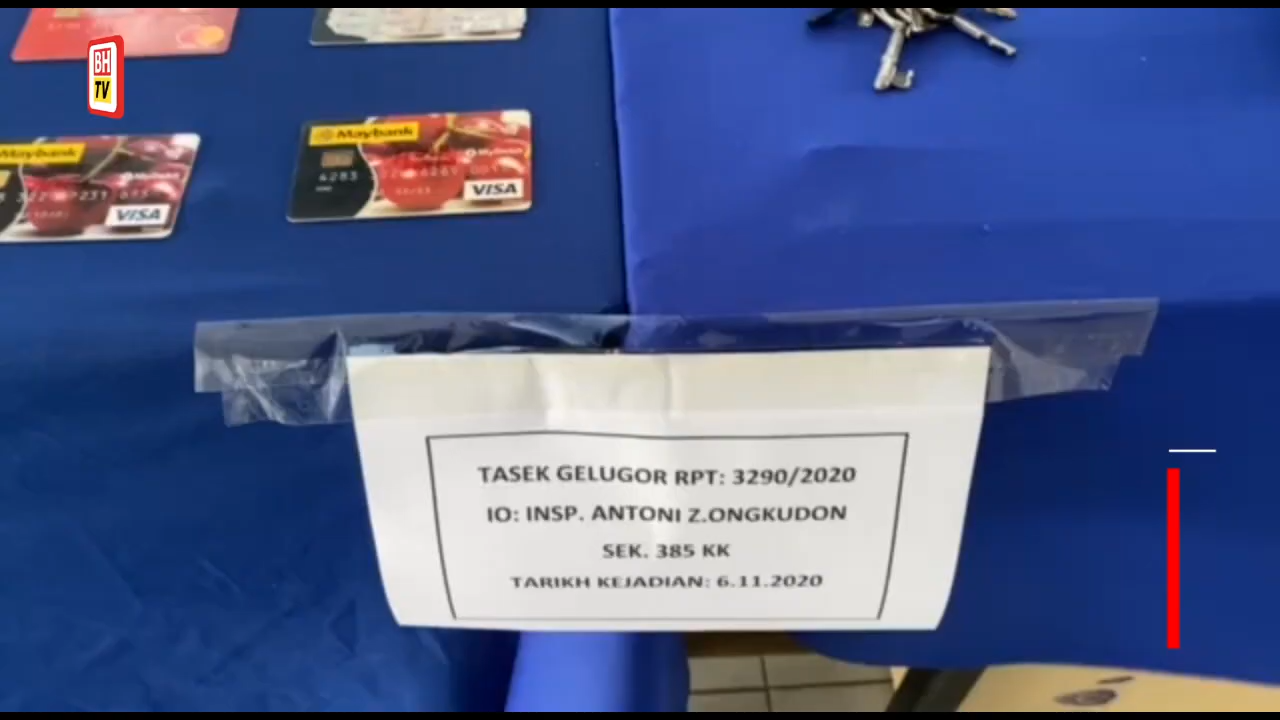 BH
TV
Maybank
Maybank
4283
VISA
VISA
TASEK GELUGOR RPT: 3290/2020
IO: INSP. ANTONI Z.ONGKUDON
SEK. 385 KK
TARIKH KEJADIAN: 6.11.2020